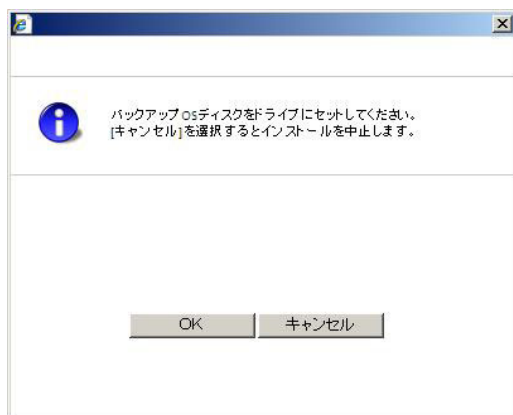 バックアップOSディスクをドライブにセットしてください。
[キャンセル]を選択するとインストールを中止します。
OK
キャンセル